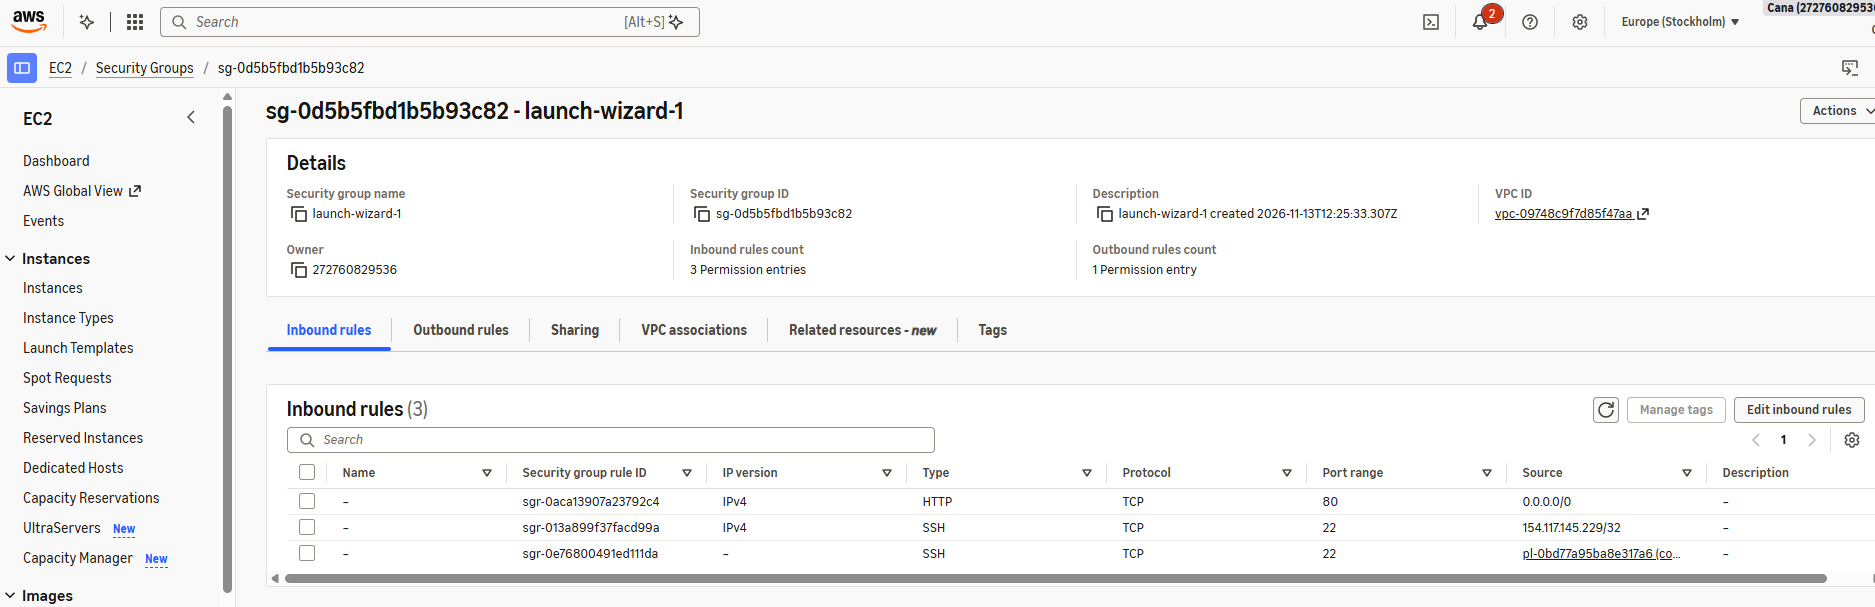 aws
Search [Alt+S]
2
Europe (Stockholm)
Cana (272760829536
EC2 / Security Groups / sg-0d5b5fbd1b5b93c82
EC2
Dashboard
AWS Global View
Events
Instances
Instances
Instance Types
Launch Templates
Spot Requests
Savings Plans
Reserved Instances
Dedicated Hosts
Capacity Reservations
UltraServers New
Capacity Manager New
Images
sg-0d5b5fbd1b5b93c82 - launch-wizard-1
Actions
Details
Security group name
launch-wizard-1
Security group ID
sg-0d5b5fbd1b5b93c82
Description
launch-wizard-1 created 2026-11-13T12:25:33.307Z
VPC ID
vpc-09748c9f7d85f47aa
Owner
272760829536
Inbound rules count
3 Permission entries
Outbound rules count
1 Permission entry
Inbound rules Outbound rules Sharing VPC associations Related resources - new Tags
Inbound rules (3)
Manage tags Edit inbound rules
Search
1
Name Security group rule ID IP version Type Protocol Port range Source Description
– sgr-0aca13907a23792c4 IPv4 HTTP TCP 80 0.0.0.0/0 –
– sgr-013a899f37facd99a IPv4 SSH TCP 22 154.117.145.229/32 –
– sgr-0e76800491ed111da – SSH TCP 22 pl-0bd77a95ba8e317a6 (co... –